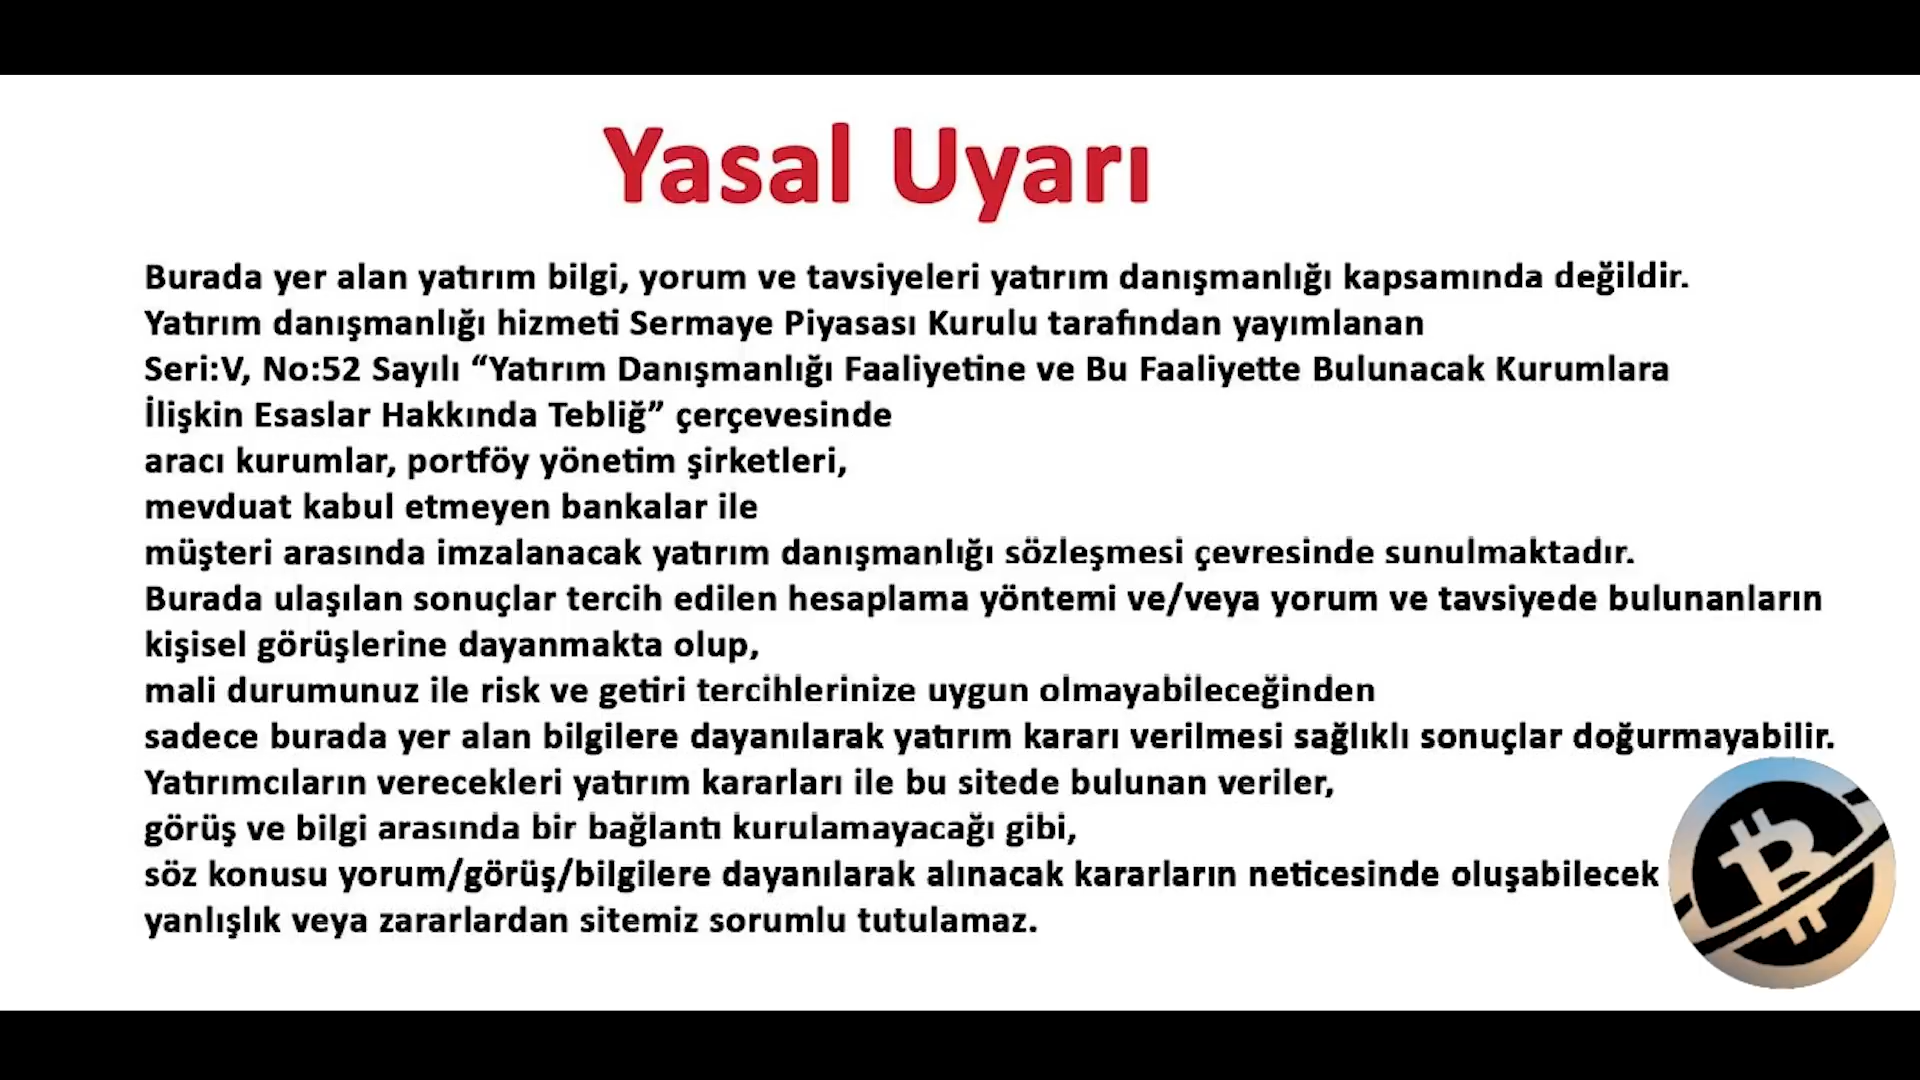 Yasal Uyarı
Burada yer alan yatırım bilgi, yorum ve tavsiyeleri yatırım danışmanlığı kapsamında değildir.
Yatırım danışmanlığı hizmeti Sermaye Piyasası Kurulu tarafından yayımlanan
Seri:V, No:52 Sayılı “Yatırım Danışmanlığı Faaliyetine ve Bu Faaliyette Bulunacak Kurumlara
İlişkin Esaslar Hakkında Tebliğ” çerçevesinde
aracı kurumlar, portföy yönetim şirketleri,
mevduat kabul etmeyen bankalar ile
müşteri arasında imzalanacak yatırım danışmanlığı sözleşmesi çevresinde sunulmaktadır.
Burada ulaşılan sonuçlar tercih edilen hesaplama yöntemi ve/veya yorum ve tavsiyede bulunanların
kişisel görüşlerine dayanmakta olup,
mali durumunuz ile risk ve getiri tercihlerinize uygun olmayabileceğinden
sadece burada yer alan bilgilere dayanılarak yatırım kararı verilmesi sağlıklı sonuçlar doğurmayabilir.
Yatırımcıların verecekleri yatırım kararları ile bu sitede bulunan veriler,
görüş ve bilgi arasında bir bağlantı kurulamayacağı gibi,
söz konusu yorum/görüş/bilgilere dayanılarak alınacak kararların neticesinde oluşabilecek
yanlışlık veya zararlardan sitemiz sorumlu tutulamaz.